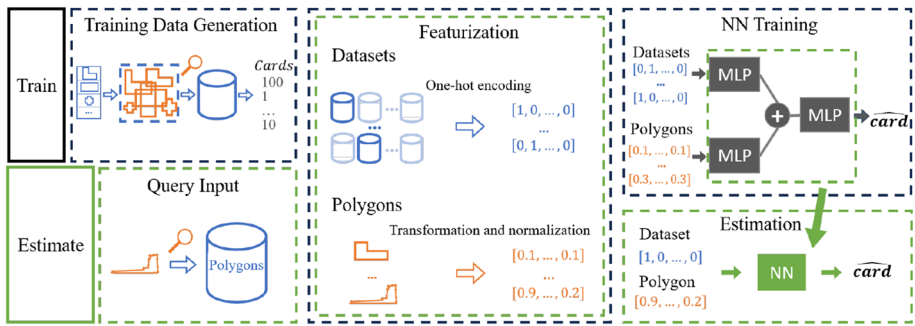 Train
Training Data Generation
Cards
100
1
...
10
Estimate
Query Input
Polygons
Featurization
Datasets
One-hot encoding
[1, 0, ..., 0]
...
[0, 1, ..., 0]
Polygons
Transformation and normalization
[0.1, ..., 0.1]
...
[0.9, ..., 0.2]
NN Training
Datasets
[0, 1, ..., 0]
...
[1, 0, ..., 0]
Polygons
[0.1, ..., 0.1]
...
[0.3, ..., 0.3]
MLP
MLP
+
MLP
card
Estimation
Dataset
[1, 0, ..., 0]
Polygon
[0.9, ..., 0.2]
NN
card